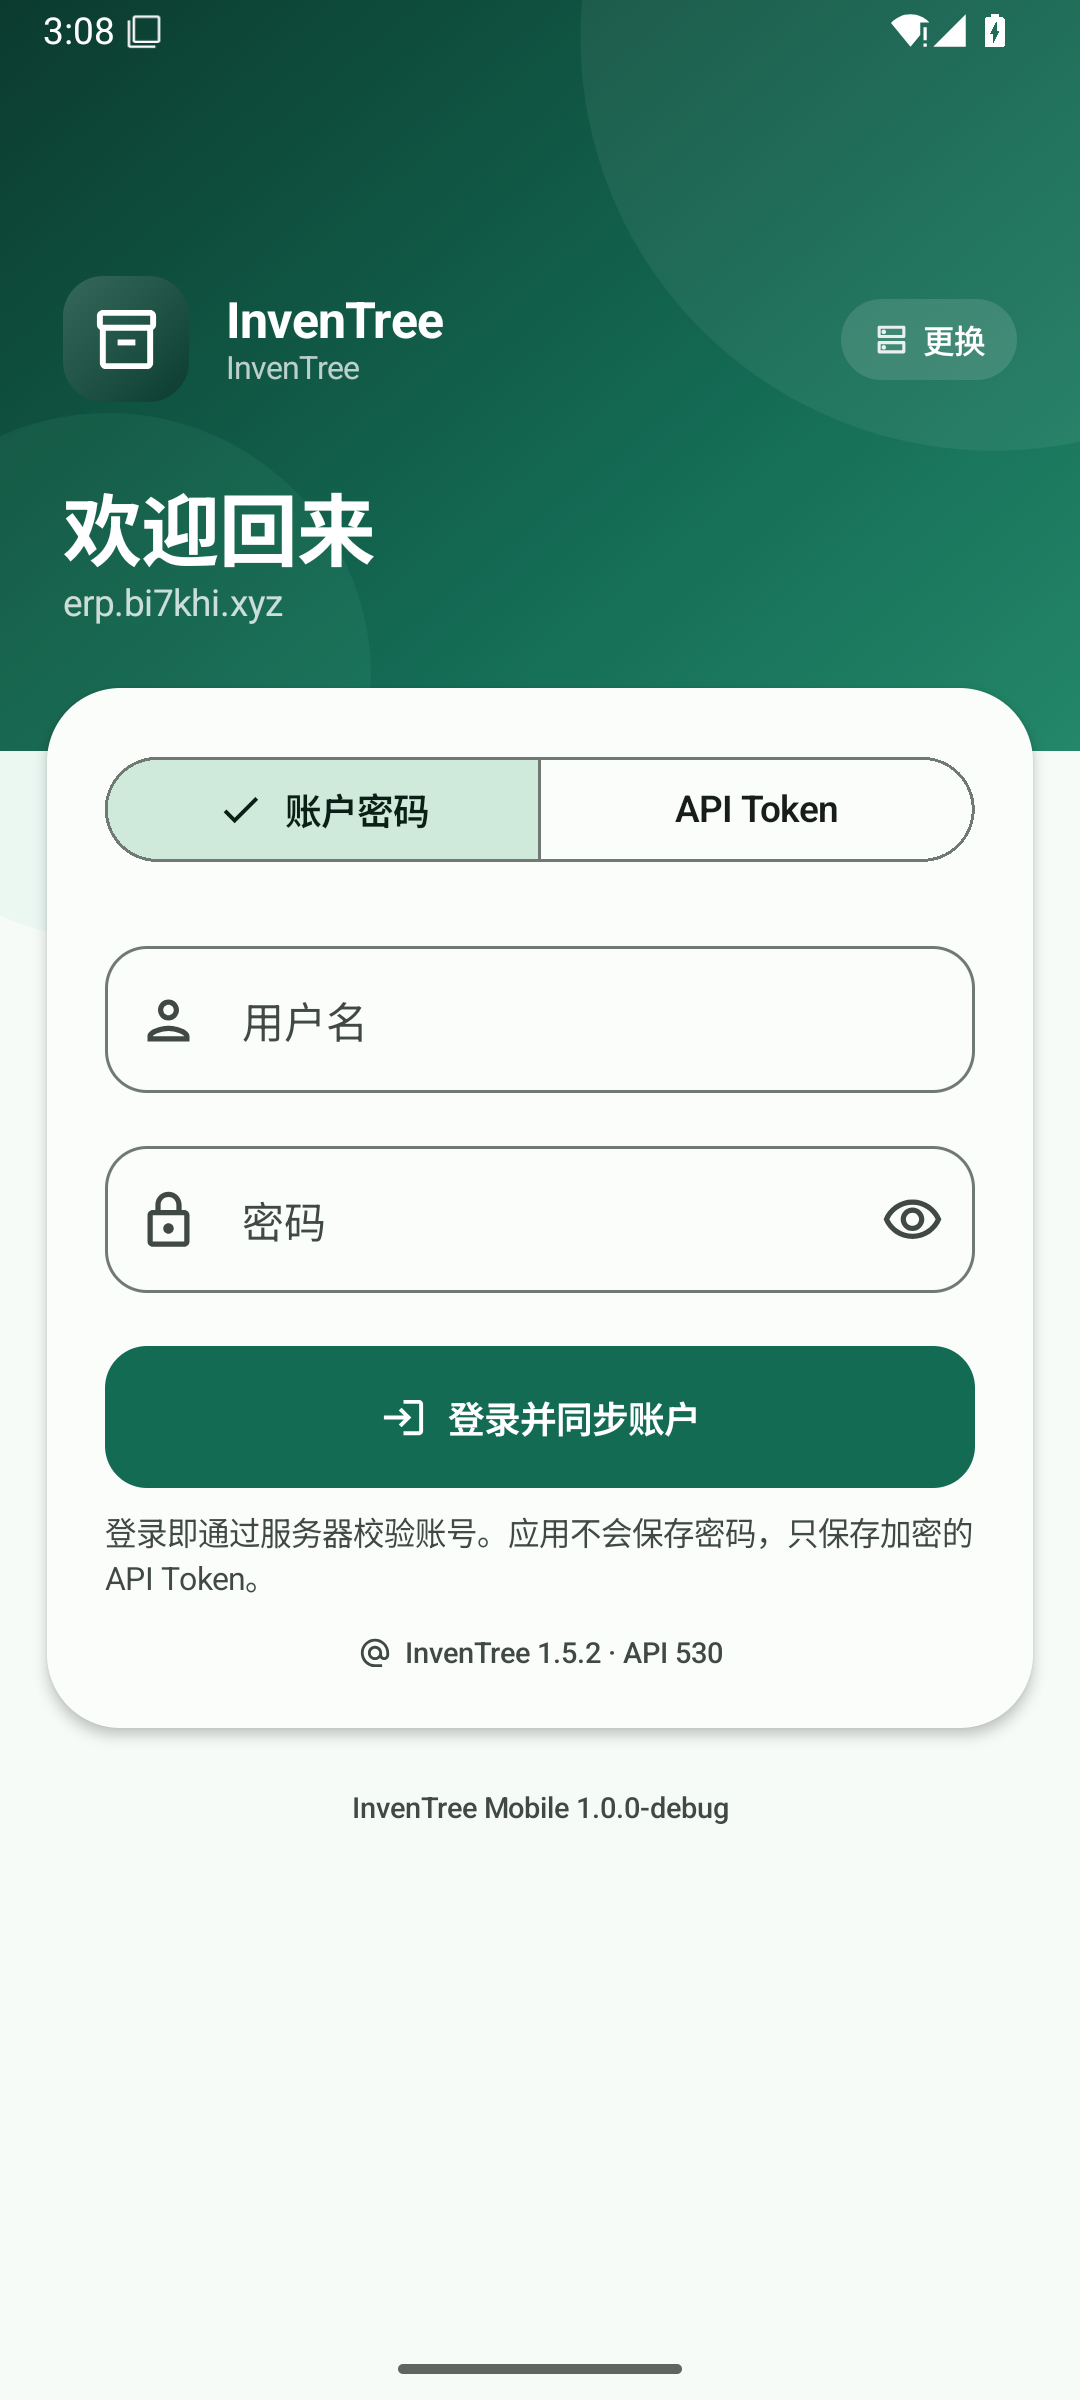 3:08
InvenTree
InvenTree
更换
欢迎回来
erp.bi7khi.xyz
账户密码
API Token
用户名
密码
登录并同步账户
登录即通过服务器校验账号。应用不会保存密码，只保存加密的
API Token。
InvenTree 1.5.2 · API 530
InvenTree Mobile 1.0.0-debug